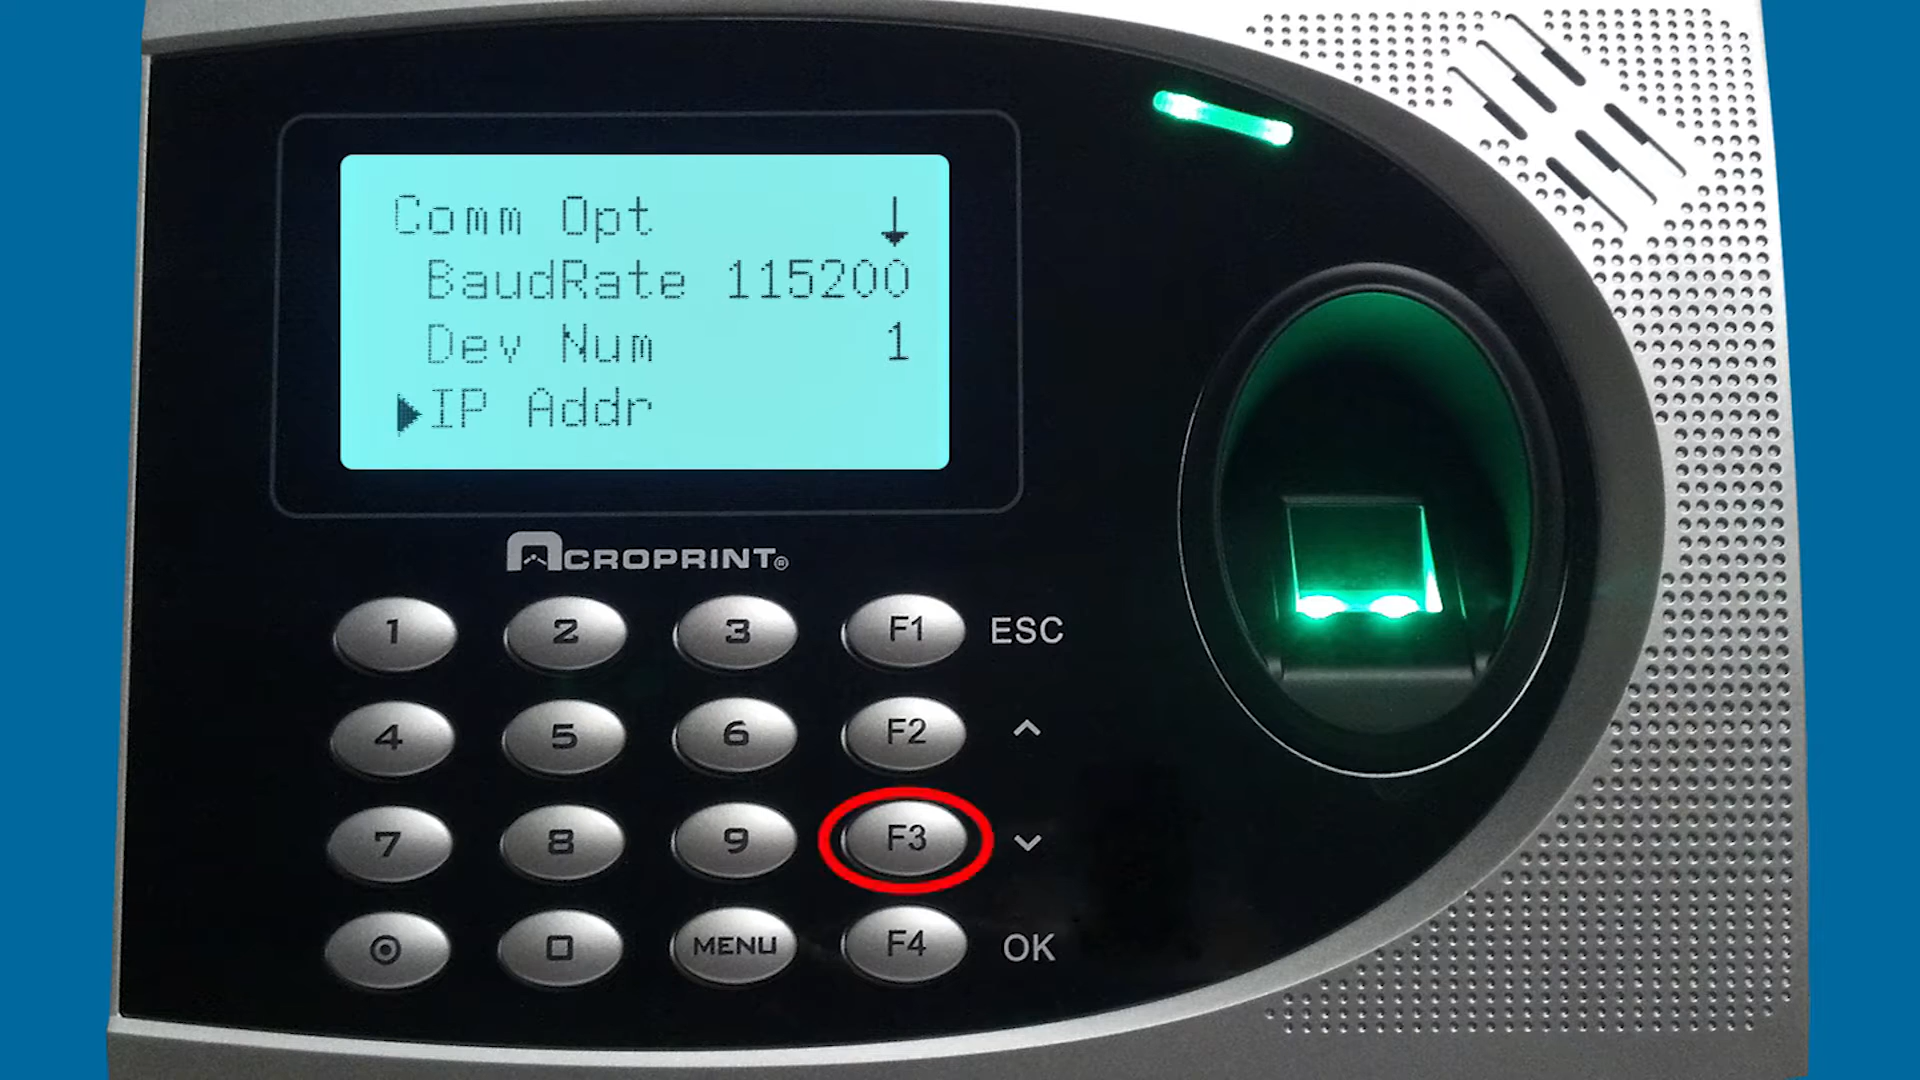 Comm Opt ↓
BaudRate 115200
Dev Num 1
▶IP Addr
ACROPRINT®
1 2 3 F1 ESC
4 5 6 F2 ^
7 8 9 F3 ⌄
0 MENU F4 OK